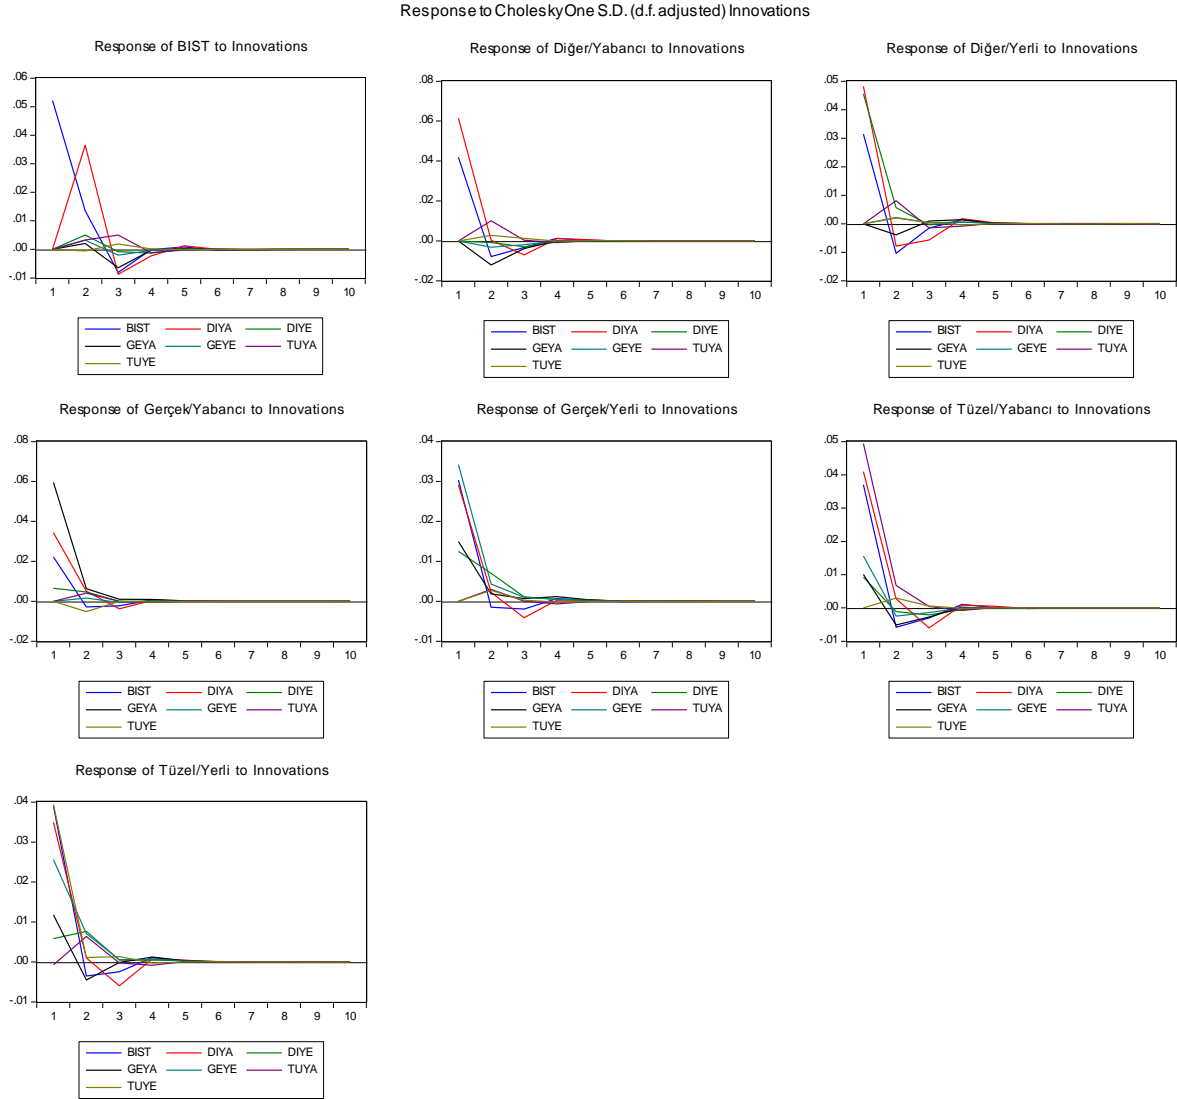 Response to Cholesky One S.D. (d.f. adjusted) Innovations
Response of BIST to Innovations
.06
.05
.04
.03
.02
.01
.00
-.01
1 2 3 4 5 6 7 8 9 10
BIST DIYA DIYE
GEYA GEYE TUYA
TUYE
Response of Diğer/Yabancı to Innovations
.08
.06
.04
.02
.00
-.02
1 2 3 4 5 6 7 8 9 10
BIST DIYA DIYE
GEYA GEYE TUYA
TUYE
Response of Diğer/Yerli to Innovations
.05
.04
.03
.02
.01
.00
-.01
-.02
1 2 3 4 5 6 7 8 9 10
BIST DIYA DIYE
GEYA GEYE TUYA
TUYE
Response of Gerçek/Yabancı to Innovations
.08
.06
.04
.02
.00
-.02
1 2 3 4 5 6 7 8 9 10
BIST DIYA DIYE
GEYA GEYE TUYA
TUYE
Response of Gerçek/Yerli to Innovations
.04
.03
.02
.01
.00
-.01
1 2 3 4 5 6 7 8 9 10
BIST DIYA DIYE
GEYA GEYE TUYA
TUYE
Response of Tüzel/Yabancı to Innovations
.05
.04
.03
.02
.01
.00
-.01
1 2 3 4 5 6 7 8 9 10
BIST DIYA DIYE
GEYA GEYE TUYA
TUYE
Response of Tüzel/Yerli to Innovations
.04
.03
.02
.01
.00
-.01
1 2 3 4 5 6 7 8 9 10
BIST DIYA DIYE
GEYA GEYE TUYA
TUYE